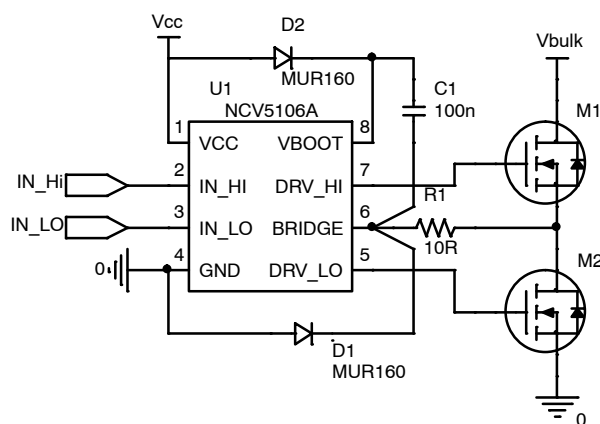 Vcc
D2
Vbulk
MUR160
U1
C1
NCV5106A
100n
M1
1
VCC
VBOOT
8
2
IN_Hi
IN_HI
DRV_HI
7
R1
3
IN_LO
IN_LO
BRIDGE
6
10R
4
0
GND
DRV_LO
5
M2
D1
MUR160
0